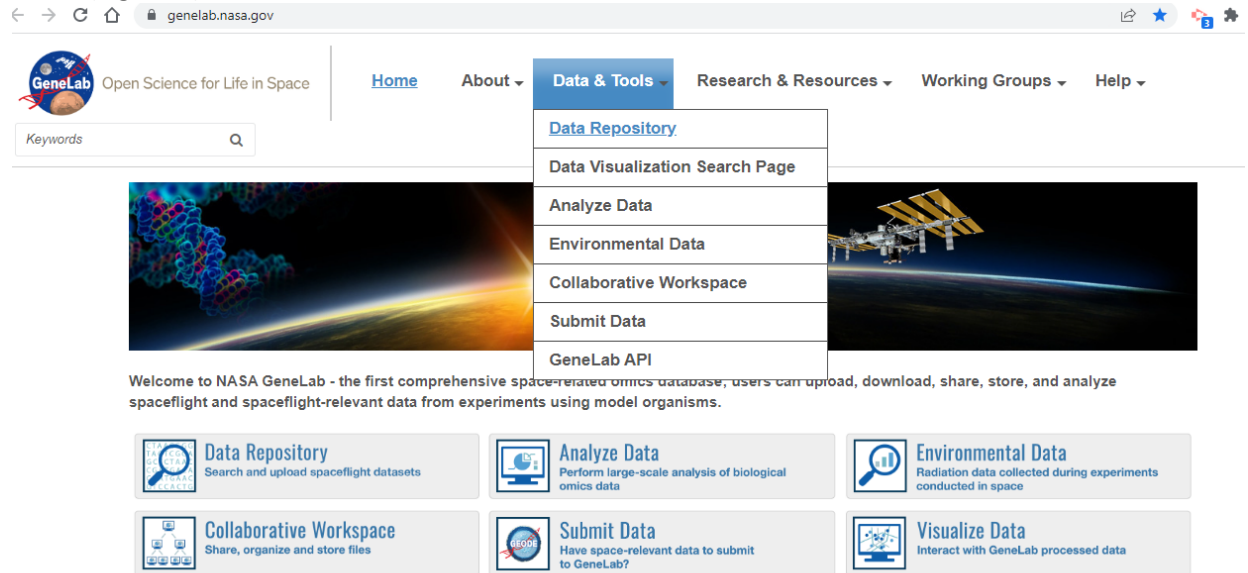 genelab.nasa.gov
3
GeneLab
Open Science for Life in Space
Home
About
Data & Tools
Research & Resources
Working Groups
Help
Keywords
Data Repository
Data Visualization Search Page
Analyze Data
Environmental Data
Collaborative Workspace
Submit Data
GeneLab API
Welcome to NASA GeneLab - the first comprehensive space-related omics database; users can upload, download, share, store, and analyze
spaceflight and spaceflight-relevant data from experiments using model organisms.
Data Repository
Search and upload spaceflight datasets
Analyze Data
Perform large-scale analysis of biological
omics data
Environmental Data
Radiation data collected during experiments
conducted in space
Collaborative Workspace
Share, organize and store files
GEODE
Submit Data
Have space-relevant data to submit
to GeneLab?
Visualize Data
Interact with GeneLab processed data